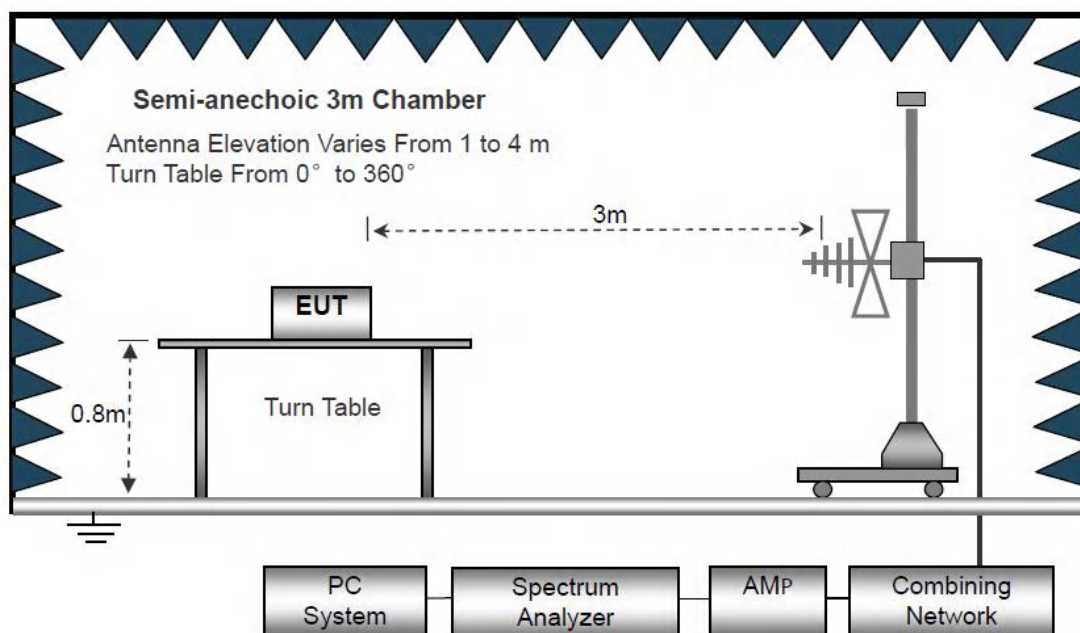 Semi-anechoic 3m Chamber
Antenna Elevation Varies From 1 to 4 m
Turn Table From 0° to 360°
3m
EUT
0.8m
Turn Table
PC
System
Spectrum
Analyzer
AMP
Combining
Network